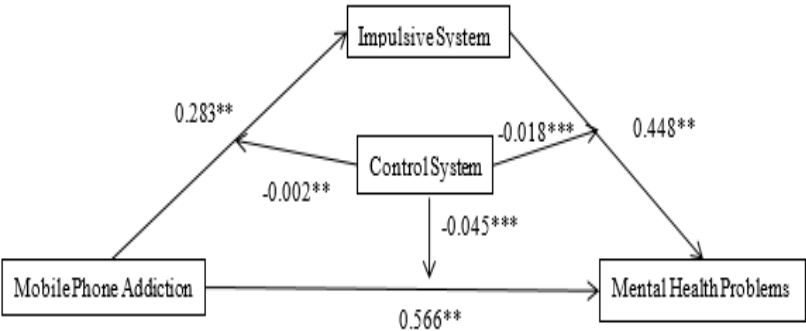 Impulsive System
0.283**
-0.018***
0.448**
Control System
-0.002**
-0.045***
Mobile Phone Addiction
Mental Health Problems
0.566**